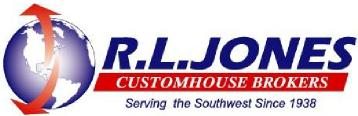 R.L.JONES
CUSTOMHOUSE BROKERS
Serving the Southwest Since 1938